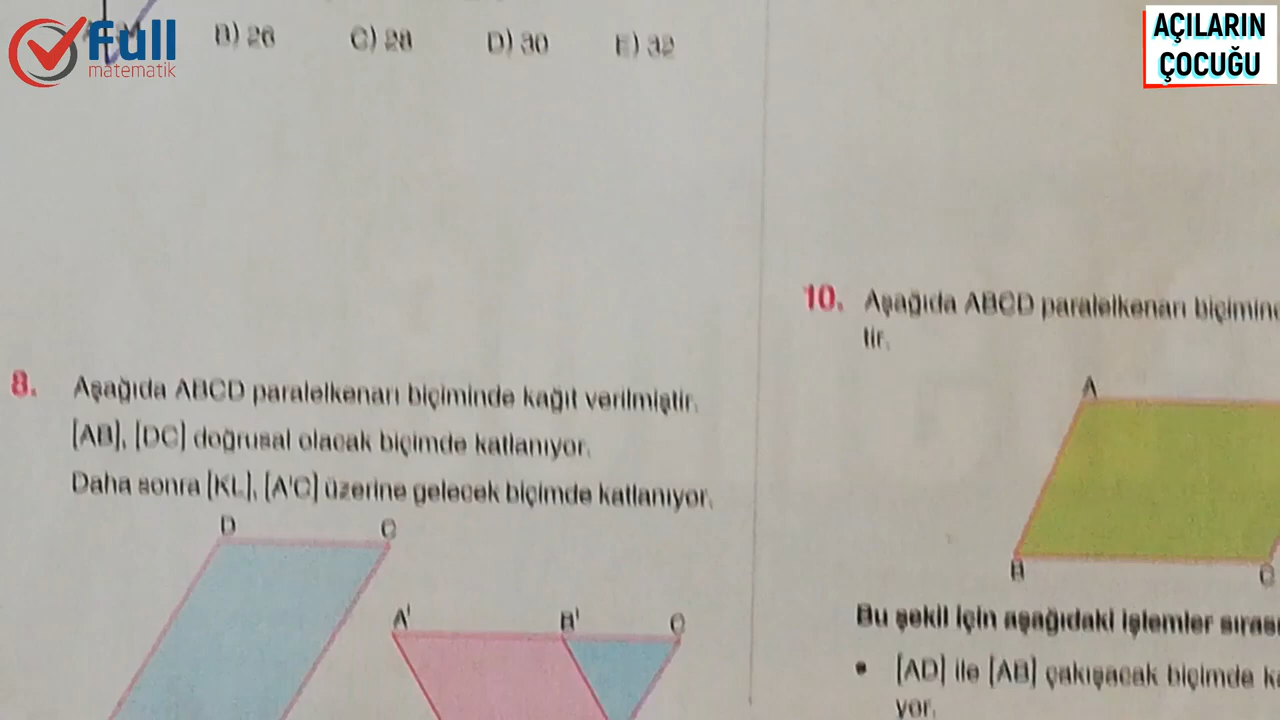 Full
matematik
AÇILARIN
ÇOCUĞU
B) 26 C) 28 D) 30 E) 32
8. Aşağıda ABCD paralelkenarı biçiminde kağıt verilmiştir.
[AB], [DC] doğrusal olacak biçimde katlanıyor.
Daha sonra [KL], [A'C] üzerine gelecek biçimde katlanıyor.
D C
A' B' C
10. Aşağıda ABCD paralelkenarı
tir.
A
B C
Bu şekil için aşağıdaki işlemler
• [AD] ile [AB] çakışacak biçimde
yor.